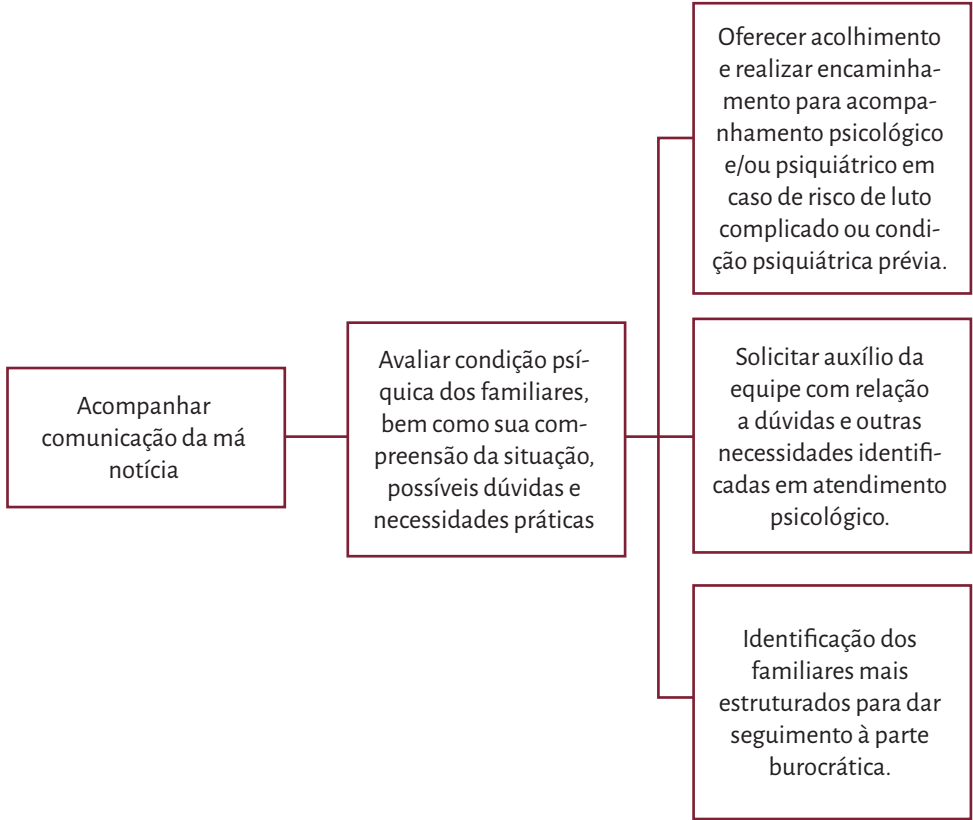 Acompanhar
comunicação da má
notícia
Avaliar condição psí-
quica dos familiares,
bem como sua com-
preensão da situação,
possíveis dúvidas e
necessidades práticas
Oferecer acolhimento
e realizar encaminha-
mento para acompa-
nhamento psicológico
e/ou psiquiátrico em
caso de risco de luto
complicado ou condi-
ção psiquiátrica prévia.
Solicitar auxílio da
equipe com relação
a dúvidas e outras
necessidades identifi-
cadas em atendimento
psicológico.
Identificação dos
familiares mais
estruturados para dar
seguimento à parte
burocrática.